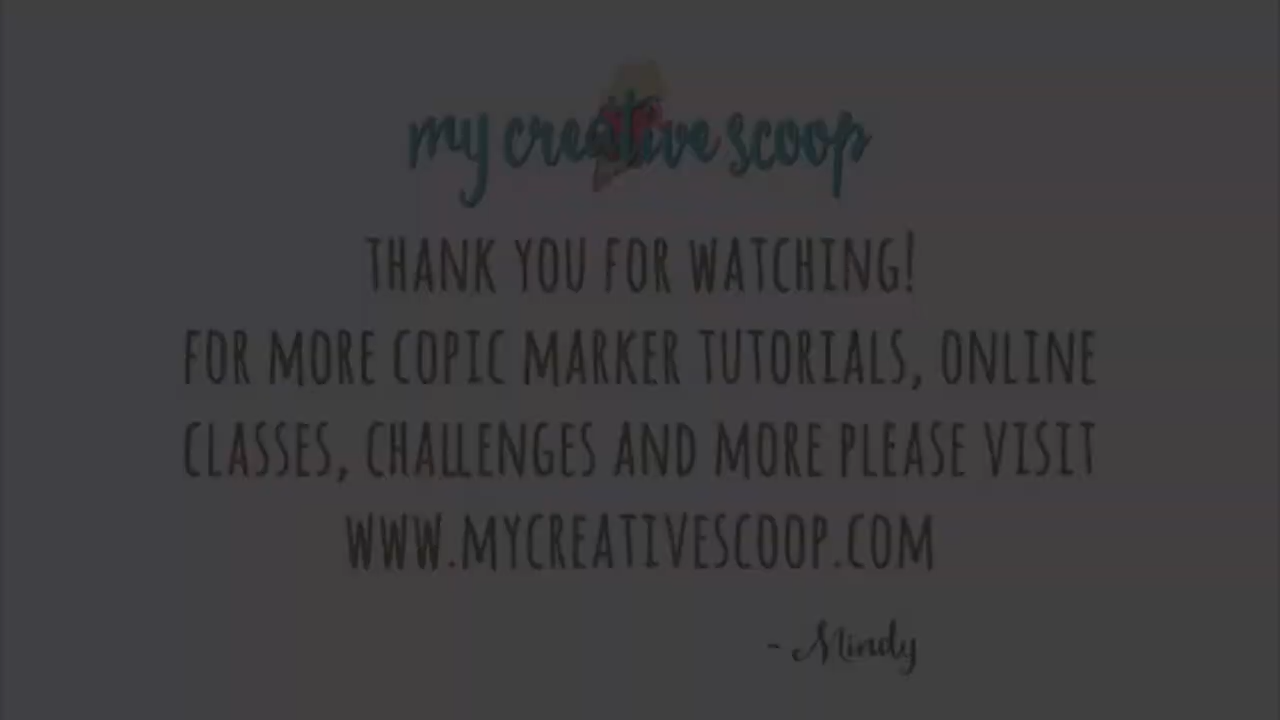 my creative scoop
THANK YOU FOR WATCHING!
FOR MORE COPIC MARKER TUTORIALS, ONLINE
CLASSES, CHALLENGES AND MORE PLEASE VISIT
WWW.MYCREATIVESCOOP.COM
- Mindy